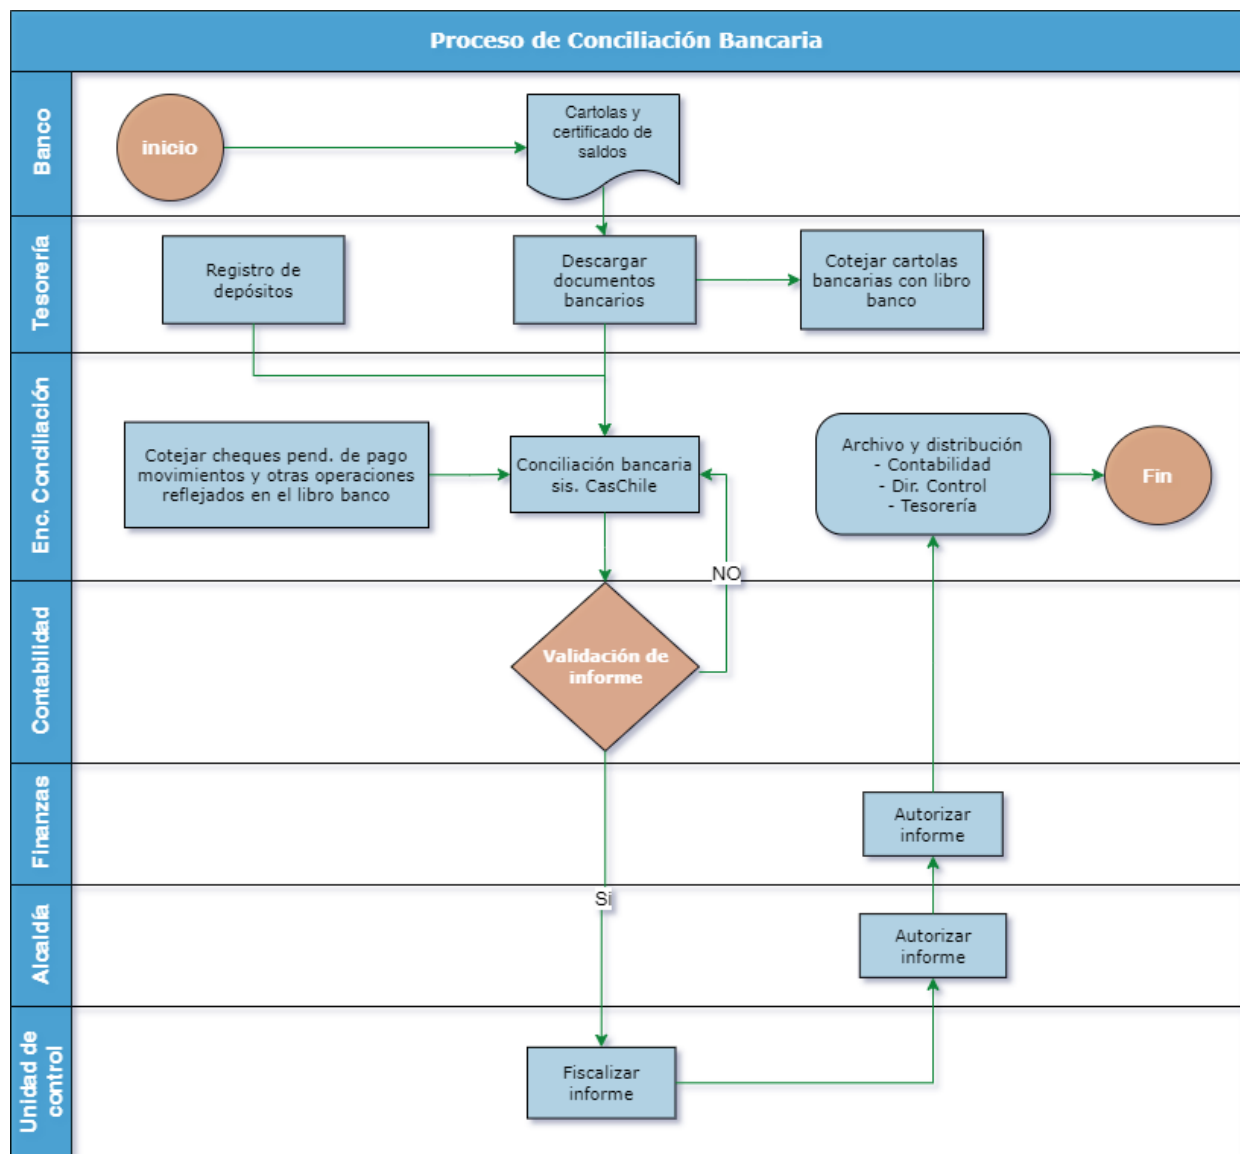 Proceso de Conciliación Bancaria
Banco
inicio
Cartolas y
certificado de
saldos
Tesorería
Registro de
depósitos
Descargar
documentos
bancarios
Cotejar cartolas
bancarias con libro
banco
Enc. Conciliación
Cotejar cheques pend. de pago
movimientos y otras operaciones
reflejados en el libro banco
Conciliación bancaria
sis. CasChile
Archivo y distribución
- Contabilidad
- Dir. Control
- Tesorería
Fin
NO
Contabilidad
Validación de
informe
Finanzas
Autorizar
informe
Si
Alcaldía
Autorizar
informe
Unidad de
control
Fiscalizar
informe